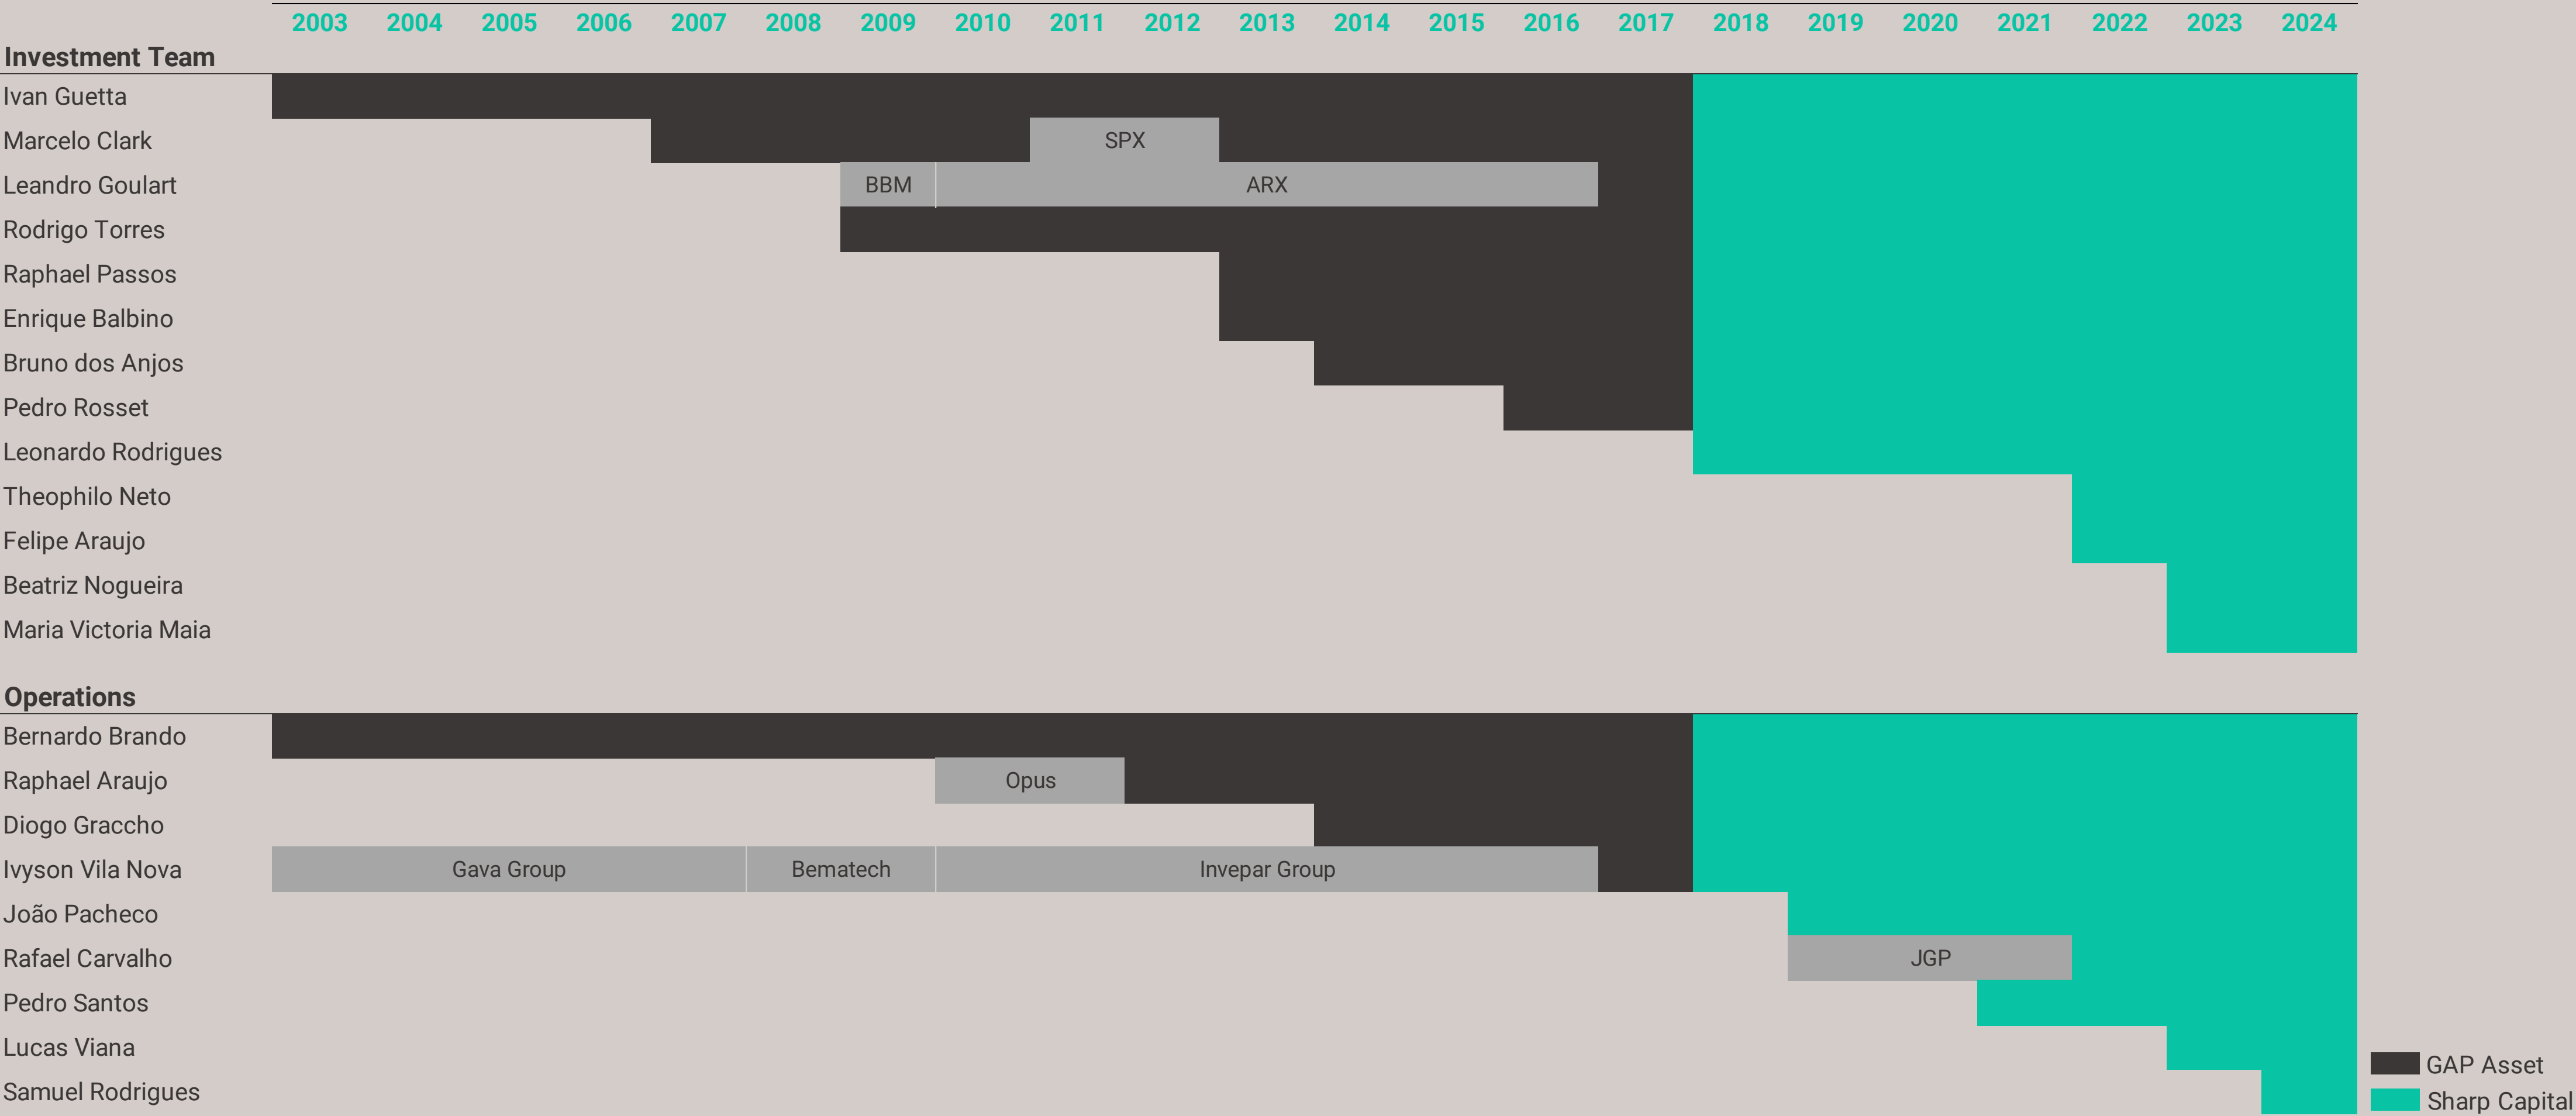 2003 2004 2005 2006 2007 2008 2009 2010 2011 2012 2013 2014 2015 2016 2017 2018 2019 2020 2021 2022 2023 2024
Investment Team
Ivan Guetta
Marcelo Clark SPX
Leandro Goulart BBM ARX
Rodrigo Torres
Raphael Passos
Enrique Balbino
Bruno dos Anjos
Pedro Rosset
Leonardo Rodrigues
Theophilo Neto
Felipe Araujo
Beatriz Nogueira
Maria Victoria Maia
Operations
Bernardo Brando
Raphael Araujo Opus
Diogo Graccho
Ivyson Vila Nova Gava Group Bematech Invepar Group
João Pacheco
Rafael Carvalho JGP
Pedro Santos
Lucas Viana
Samuel Rodrigues
GAP Asset
Sharp Capital